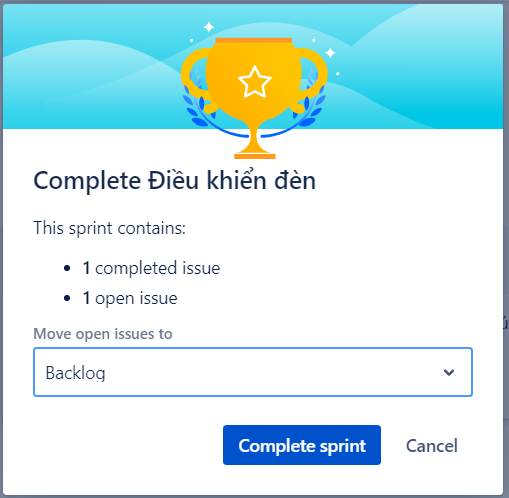 Complete Điều khiển đèn
This sprint contains:
1 completed issue
1 open issue
Move open issues to
Backlog
Complete sprint
Cancel